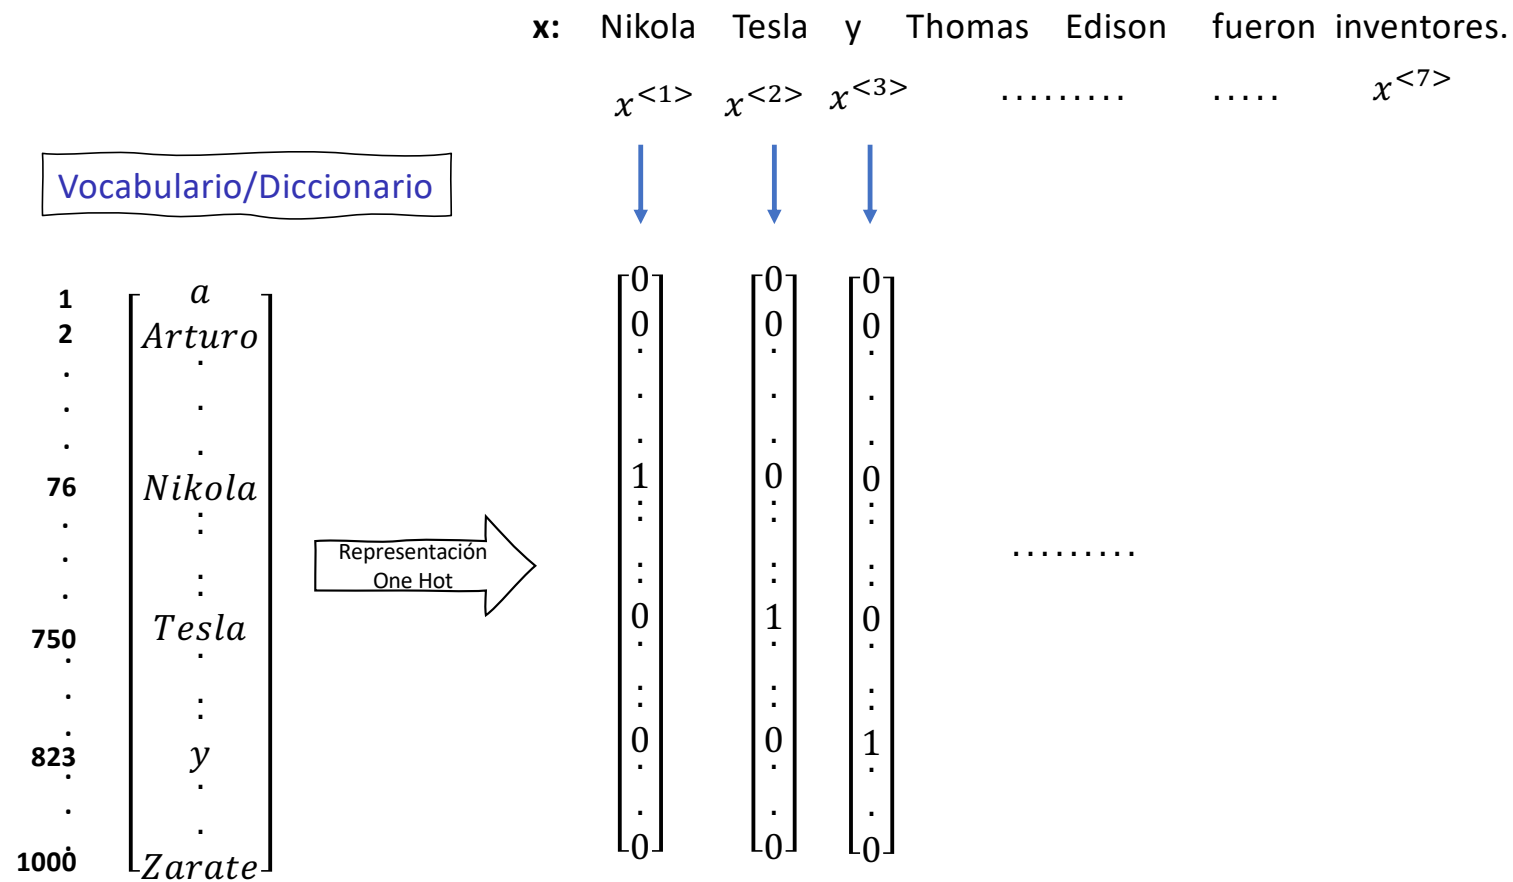 x: Nikola Tesla y Thomas Edison fueron inventores.
x<1> x<2> x<3> ......... ..... x<7>
Vocabulario/Diccionario
1 a 0 0 0
2 Arturo 0 0 0
. . . . .
. . . . .
. . . . .
76 Nikola 1 0 0
. : : : :
Representación
One Hot
.........
. : : : :
750 Tesla 0 1 0
. . . . .
. : : : :
823 y 0 0 1
. . . . .
. . . . .
1000 Zarate 0 0 0